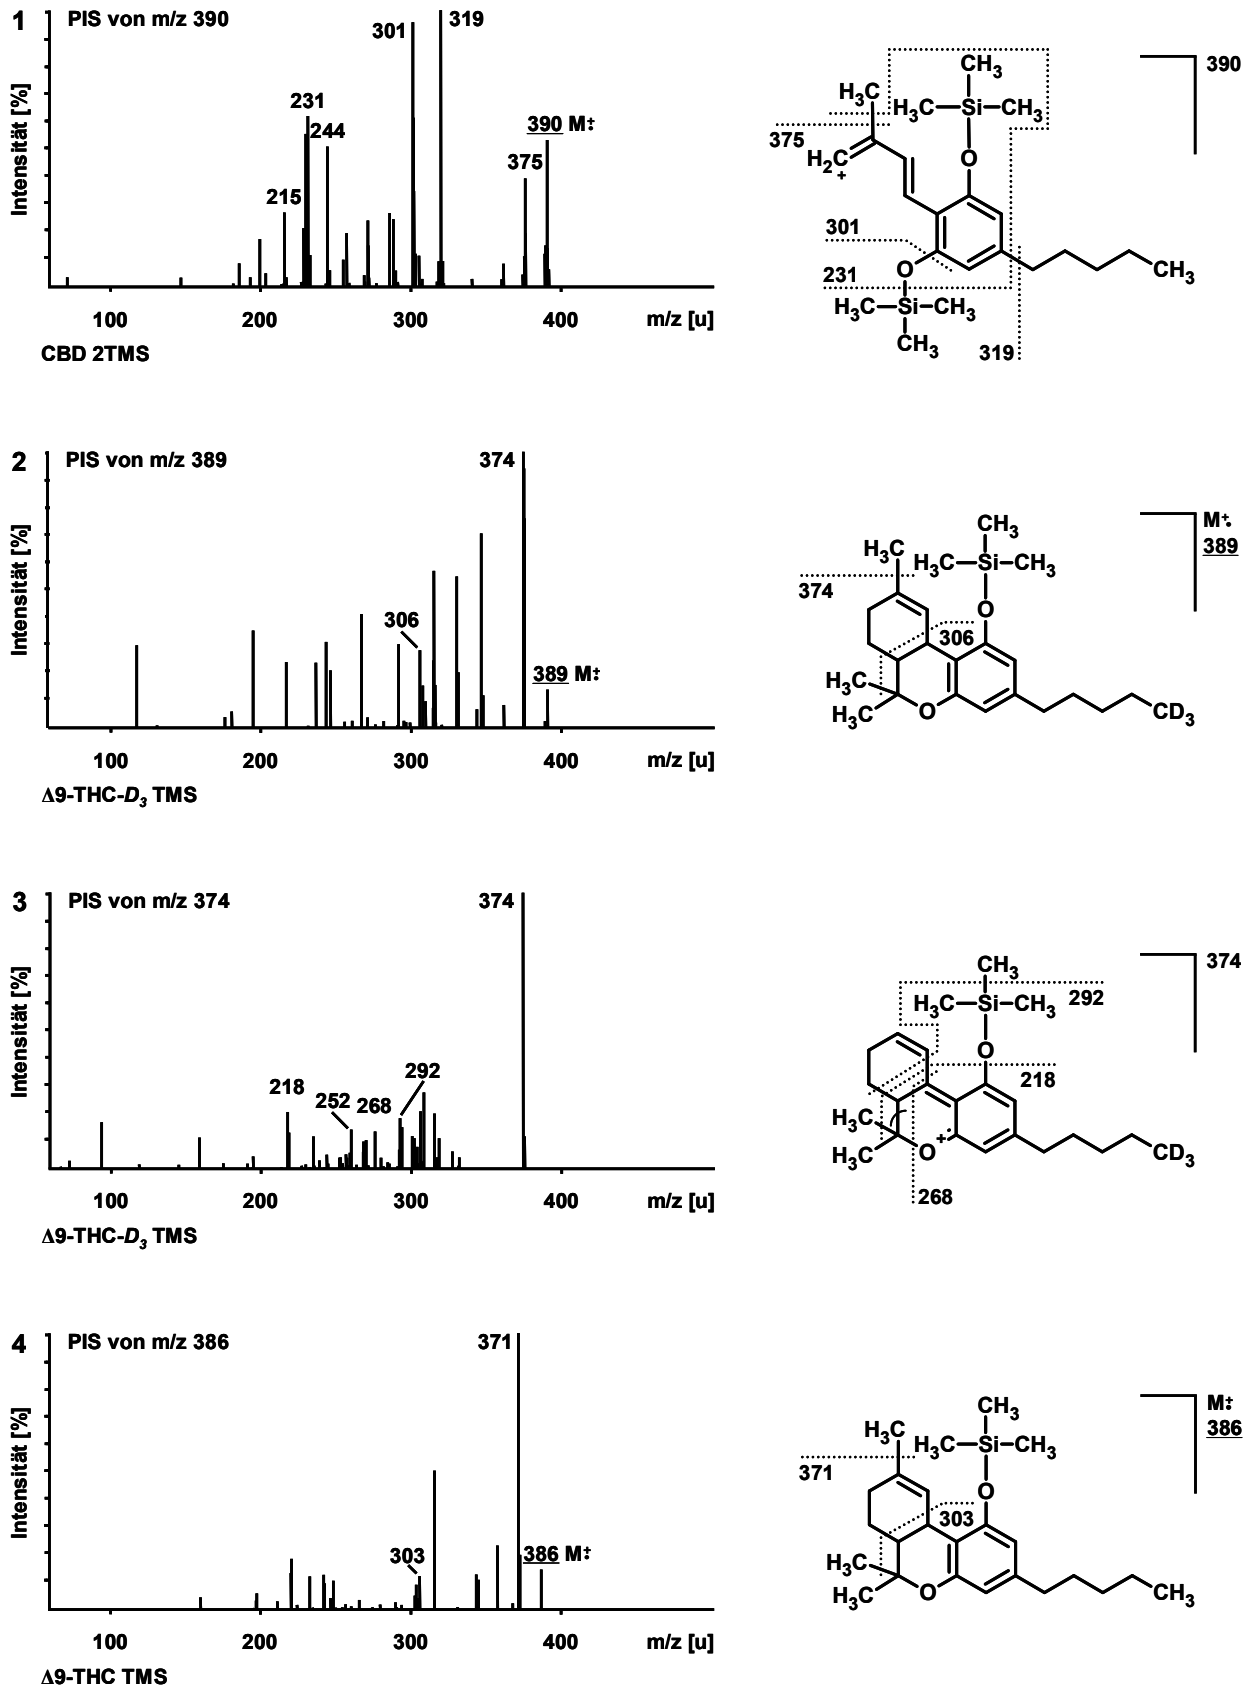 1 PIS von m/z 390
301 319
231
244
390 M+•
375
215
Intensität [%]
100 200 300 400 m/z [u]
CBD 2TMS
390
CH3
H3C
H3C Si CH3
375
H2C
+
O
301
O
231
CH3
H3C Si CH3
CH3
319
2 PIS von m/z 389
374
306
389 M+•
Intensität [%]
100 200 300 400 m/z [u]
Δ9-THC-D3 TMS
M+•
389
CH3
H3C
H3C Si CH3
374
O
306
H3C
H3C
O
CD3
3 PIS von m/z 374
374
292
218
252 268
Intensität [%]
100 200 300 400 m/z [u]
Δ9-THC-D3 TMS
374
CH3
H3C Si CH3
292
O
218
H3C
H3C
O
+•
CD3
268
4 PIS von m/z 386
371
303
386 M+•
Intensität [%]
100 200 300 400 m/z [u]
Δ9-THC TMS
M+•
386
CH3
H3C
H3C Si CH3
371
O
303
H3C
H3C
O
CH3